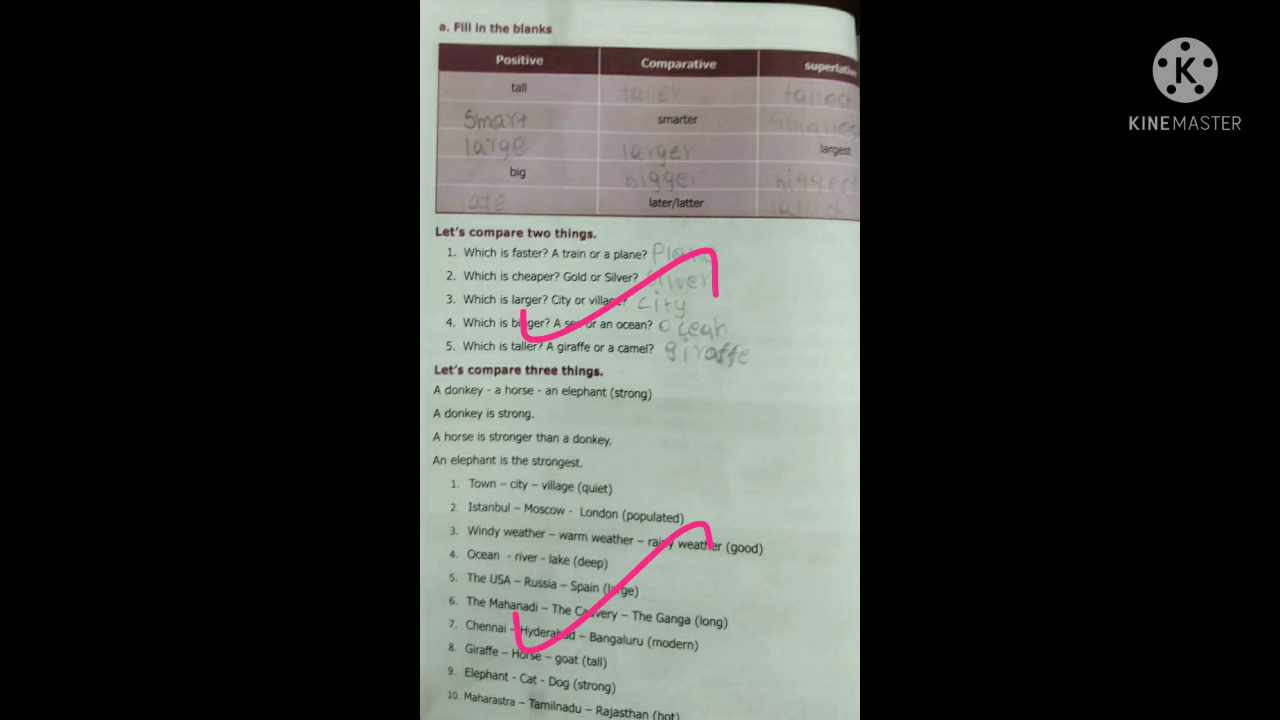 a. Fill in the blanks
Positive Comparative superlative
tall taller
Smart smarter
large larger largest
big bigger
late later/latter
Let's compare two things.
1. Which is faster? A train or a plane? Plane
2. Which is cheaper? Gold or Silver? Silver
3. Which is larger? City or village? city
4. Which is bigger? A sea or an ocean? ocean
5. Which is taller? A giraffe or a camel? giraffe
Let's compare three things.
A donkey - a horse - an elephant (strong)
A donkey is strong.
A horse is stronger than a donkey.
An elephant is the strongest.
1. Town – city – village (quiet)
2. Istanbul – Moscow - London (populated)
3. Windy weather – warm weather – rainy weather (good)
4. Ocean - river - lake (deep)
5. The USA – Russia – Spain (large)
6. The Mahanadi – The Cauvery – The Ganga (long)
7. Chennai – Hyderabad – Bangaluru (modern)
8. Giraffe – Horse – goat (tall)
9. Elephant - Cat - Dog (strong)
10. Maharastra – Tamilnadu – Rajasthan (hot)
K
KINEMASTER